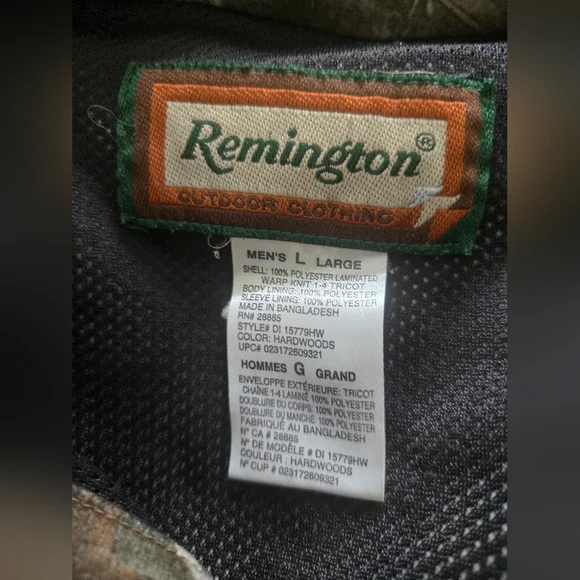 Remington®
OUTDOOR CLOTHING
MEN'S L LARGE
SHELL: 100% POLYESTER LAMINATED
WARP KNIT 1-4 TRICOT
BODY LINING: 100% POLYESTER
SLEEVE LINING: 100% POLYESTER
MADE IN BANGLADESH
RN# 28885
STYLE# DI 15779HW
COLOR: HARDWOODS
UPC# 023172609321
HOMMES G GRAND
ENVELOPPE EXTÉRIEURE: TRICOT
CHAÎNE 1-4 LAMINÉ 100% POLYESTER
DOUBLURE DU CORPS: 100% POLYESTER
DOUBLURE DU MANCHE: 100% POLYESTER
FABRIQUÉ AU BANGLADESH
N° CA # 28885
N° DE MODÈLE # DI 15779HW
COULEUR : HARDWOODS
N° CUP # 023172609321